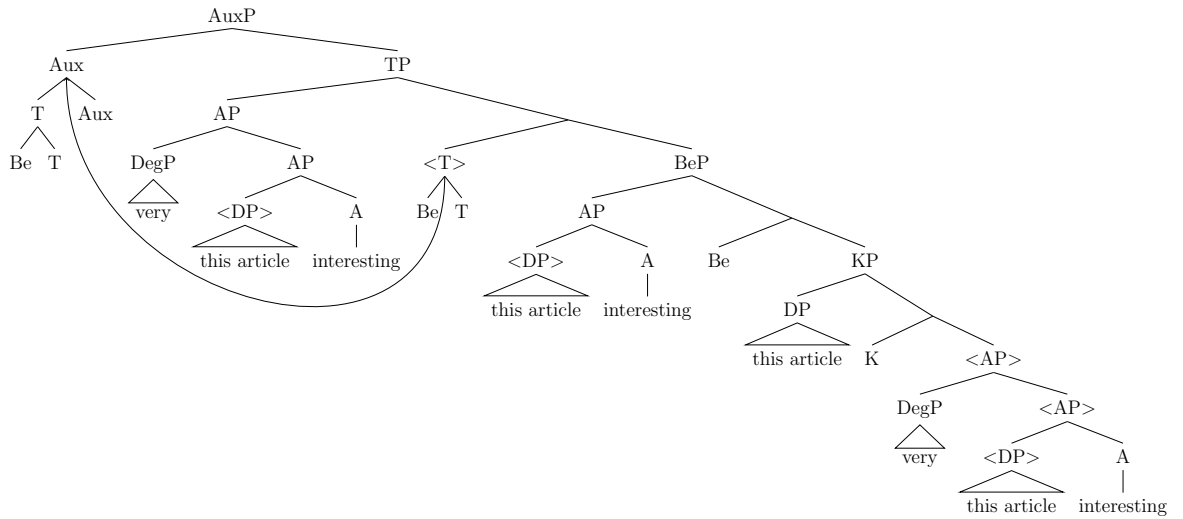 AuxP
Aux TP
T Aux AP
Be T DegP AP <T> BeP
very <DP> A Be T AP
this article interesting <DP> A Be KP
this article interesting DP
this article K <AP>
DegP <AP>
very <DP> A
this article interesting